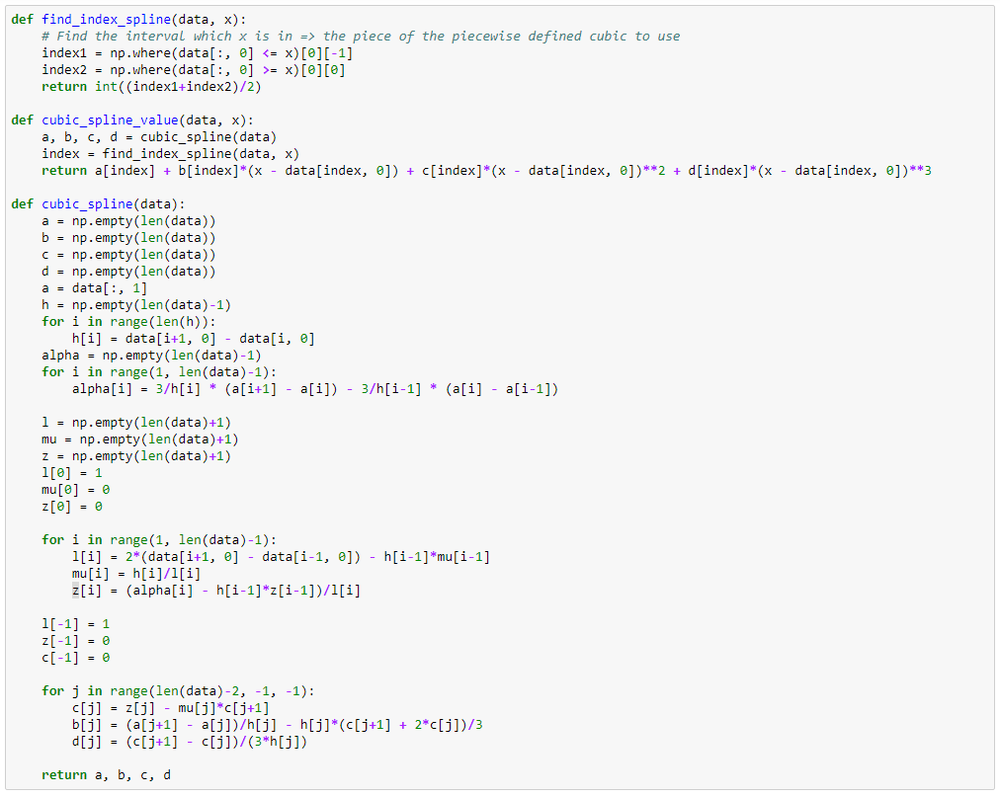 def find_index_spline(data, x):
    # Find the interval which x is in => the piece of the piecewise defined cubic to use
    index1 = np.where(data[:, 0] <= x)[0][-1]
    index2 = np.where(data[:, 0] >= x)[0][0]
    return int((index1+index2)/2)

def cubic_spline_value(data, x):
    a, b, c, d = cubic_spline(data)
    index = find_index_spline(data, x)
    return a[index] + b[index]*(x - data[index, 0]) + c[index]*(x - data[index, 0])**2 + d[index]*(x - data[index, 0])**3

def cubic_spline(data):
    a = np.empty(len(data))
    b = np.empty(len(data))
    c = np.empty(len(data))
    d = np.empty(len(data))
    a = data[:, 1]
    h = np.empty(len(data)-1)
    for i in range(len(h)):
        h[i] = data[i+1, 0] - data[i, 0]
    alpha = np.empty(len(data)-1)
    for i in range(1, len(data)-1):
        alpha[i] = 3/h[i] * (a[i+1] - a[i]) - 3/h[i-1] * (a[i] - a[i-1])

    l = np.empty(len(data)+1)
    mu = np.empty(len(data)+1)
    z = np.empty(len(data)+1)
    l[0] = 1
    mu[0] = 0
    z[0] = 0

    for i in range(1, len(data)-1):
        l[i] = 2*(data[i+1, 0] - data[i-1, 0]) - h[i-1]*mu[i-1]
        mu[i] = h[i]/l[i]
        z[i] = (alpha[i] - h[i-1]*z[i-1])/l[i]

    l[-1] = 1
    z[-1] = 0
    c[-1] = 0

    for j in range(len(data)-2, -1, -1):
        c[j] = z[j] - mu[j]*c[j+1]
        b[j] = (a[j+1] - a[j])/h[j] - h[j]*(c[j+1] + 2*c[j])/3
        d[j] = (c[j+1] - c[j])/(3*h[j])

    return a, b, c, d